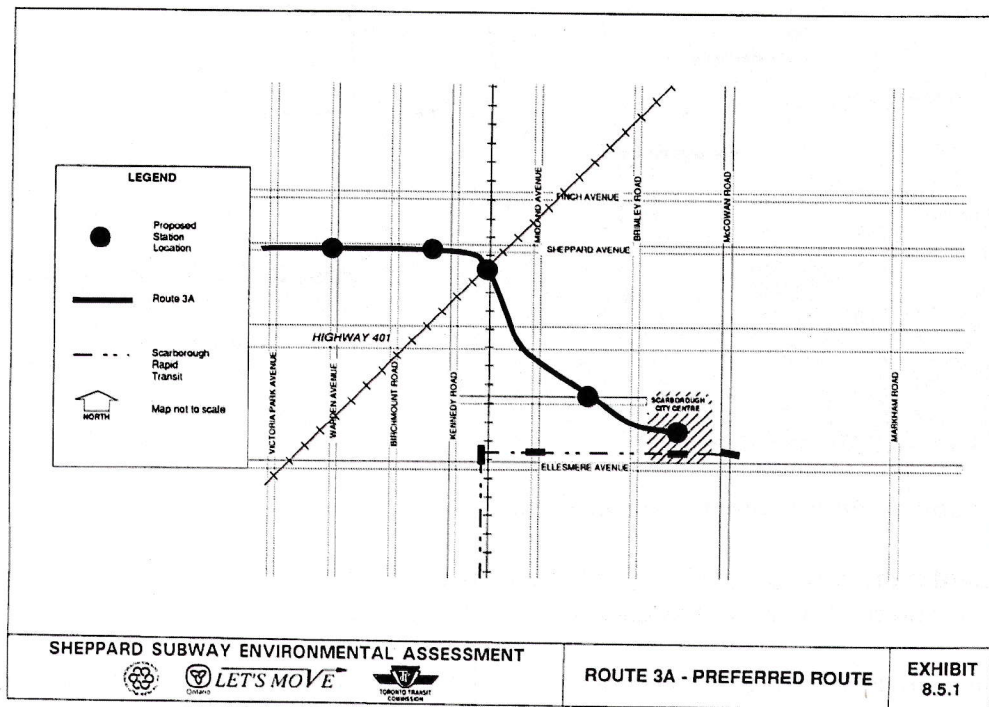 LEGEND
Proposed
Station
Location
Route 3A
Scarborough
Rapid
Transit
NORTH
Map not to scale
FINCH AVENUE
SHEPPARD AVENUE
HIGHWAY 401
VICTORIA PARK AVENUE
WARDEN AVENUE
BIRCHMOUNT ROAD
KENNEDY ROAD
MIDLAND AVENUE
BRIMLEY ROAD
McCOWAN ROAD
MARKHAM ROAD
SCARBOROUGH
CITY CENTRE
ELLESMERE AVENUE
SHEPPARD SUBWAY ENVIRONMENTAL ASSESSMENT
Ontario
LET'S MOVE
TORONTO TRANSIT
COMMISSION
ROUTE 3A - PREFERRED ROUTE
EXHIBIT
8.5.1